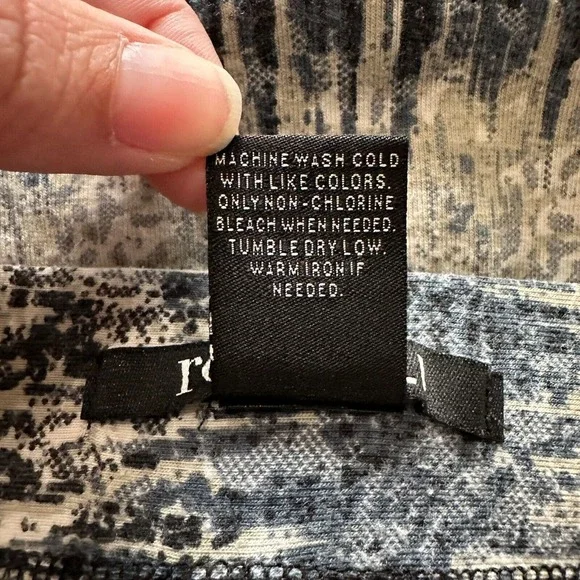 MACHINE WASH COLD
WITH LIKE COLORS.
ONLY NON-CHLORINE
BLEACH WHEN NEEDED.
TUMBLE DRY LOW.
WARM IRON IF
NEEDED.